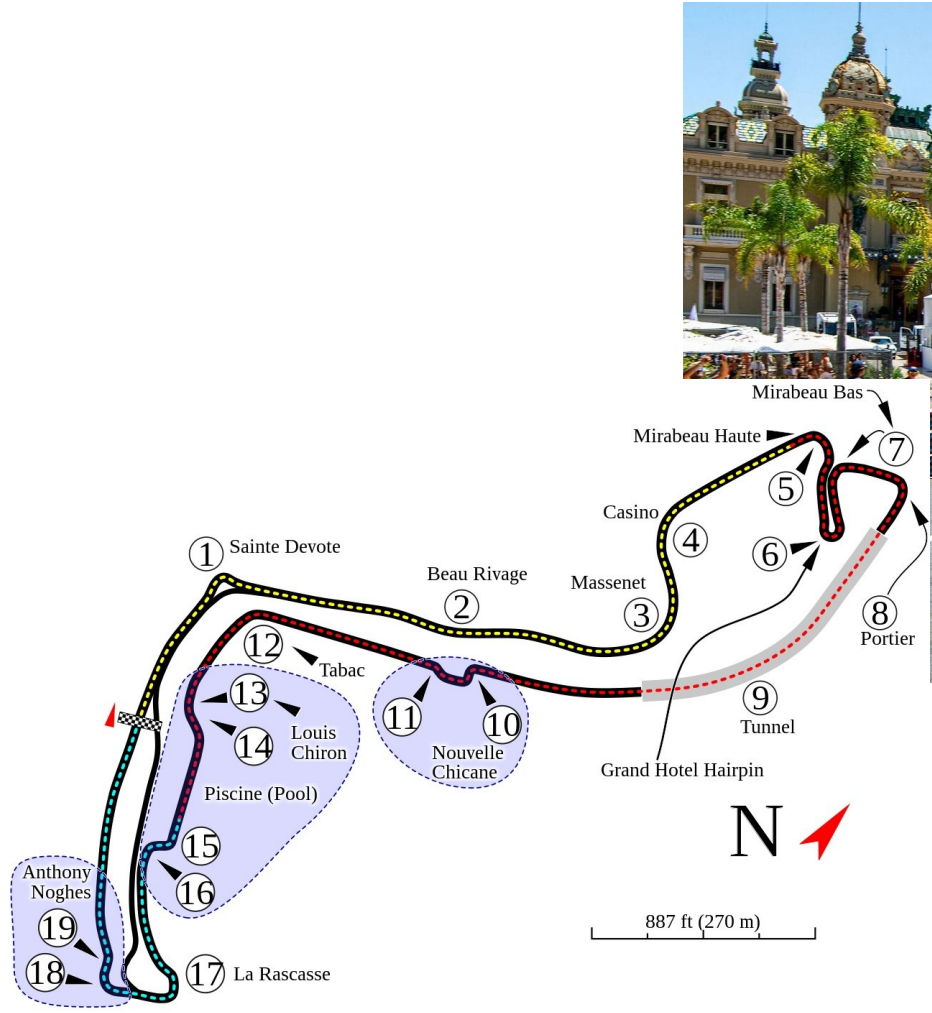 Mirabeau Bas
Mirabeau Haute
7
5
Casino
4
6
1
Sainte Devote
Beau Rivage
2
Massenet
3
8
Portier
12
Tabac
13
11
10
9
Tunnel
14
Louis
Chiron
Nouvelle
Chicane
Grand Hotel Hairpin
Piscine (Pool)
N
15
16
Anthony
Noghes
19
18
17
La Rascasse
887 ft (270 m)